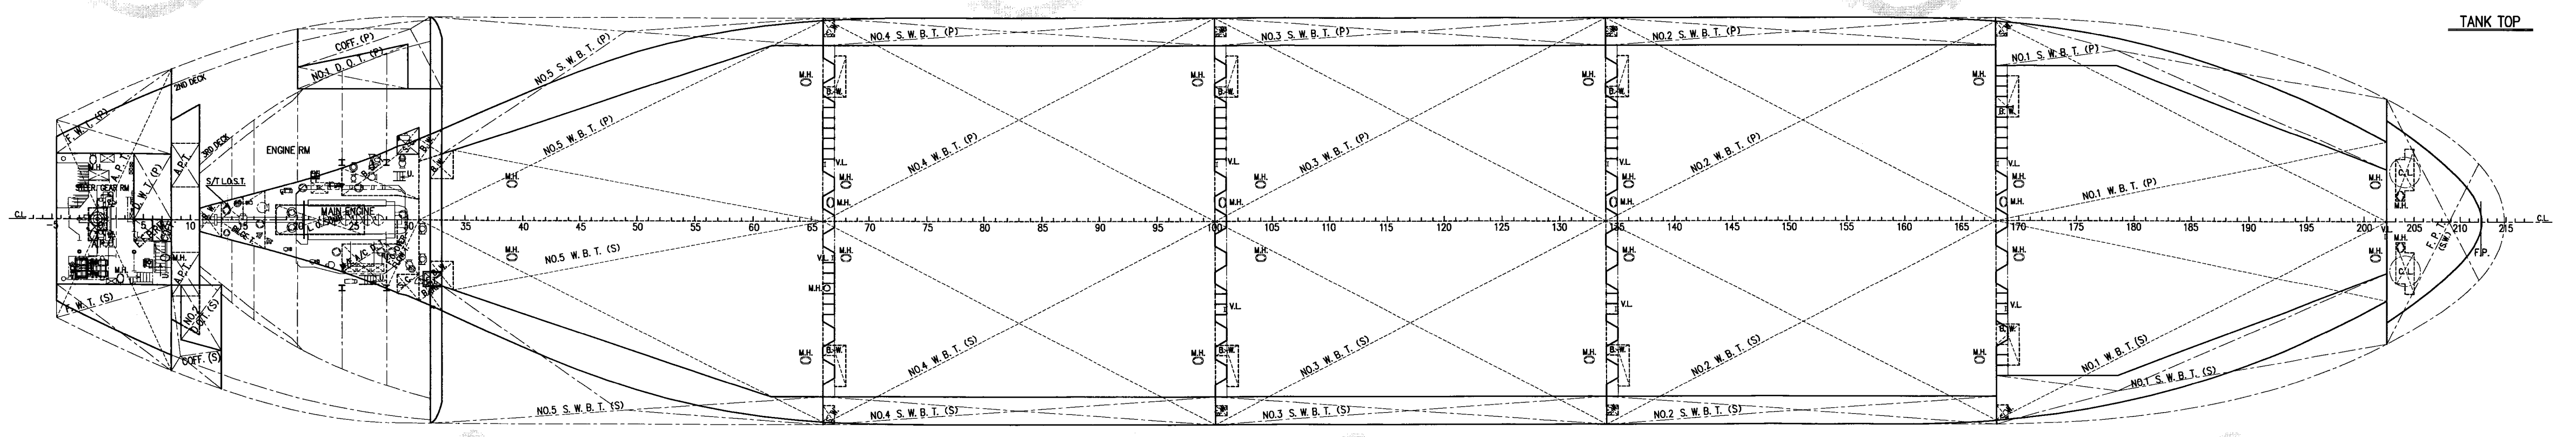 TANK TOP
COFF. (P)
NO.1 D. O. T. (P)
2ND DECK
F. W. T. (P)
3RD DECK
ENGINE RM
S/T L.O.S.T.
A. P. T.
A.P.T.
D. W. T. (P)
M.H.
STEER. GEAR RM
MAIN ENGINE
NO.5 S. W. B. T. (P)
NO.4 S. W. B. T. (P)
NO.3 S. W. B. T. (P)
NO.2 S. W. B. T. (P)
NO.1 S. W. B. T. (P)
M.H. M.H. M.H. M.H.
B. W. B. W. B. W. B. W.
B.W. B.W.
NO.5 W. B. T. (P)
NO.4 W. B. T. (P)
NO.3 W. B. T. (P)
NO.2 W. B. T. (P)
NO.1 W. B. T. (P)
V.L. V.L. V.L. V.L.
M.H. M.H. M.H. M.H. M.H.
M.H. M.H. M.H. M.H.
C.L.
M.H.
C.L. C.L.
-5 5 10 15 20 25 30 35 40 45 50 55 60 65 70 75 80 85 90 95 100 105 110 115 120 125 130 135 140 145 150 155 160 165 170 175 180 185 190 195 200 205 210 215
V.L.
F. P. T.
(S.W.)
F.P.
M.H. M.H. M.H. M.H. M.H.
NO.5 W. B. T. (S)
V.L.
M.H.
M.H.
C.L.
M.H.
M.H.
A.P.T.
F. W. T. (S)
NO.2
D.O.T. (S)
COFF. (S)
V.L. V.L. V.L.
B. W. B. W. B. W. B. W.
M.H. M.H. M.H. M.H.
NO.4 W. B. T. (S)
NO.3 W. B. T. (S)
NO.2 W. B. T. (S)
NO.1 W. B. T. (S)
NO.5 S. W. B. T. (S)
NO.4 S. W. B. T. (S)
NO.3 S. W. B. T. (S)
NO.2 S. W. B. T. (S)
NO.1 S. W. B. T. (S)